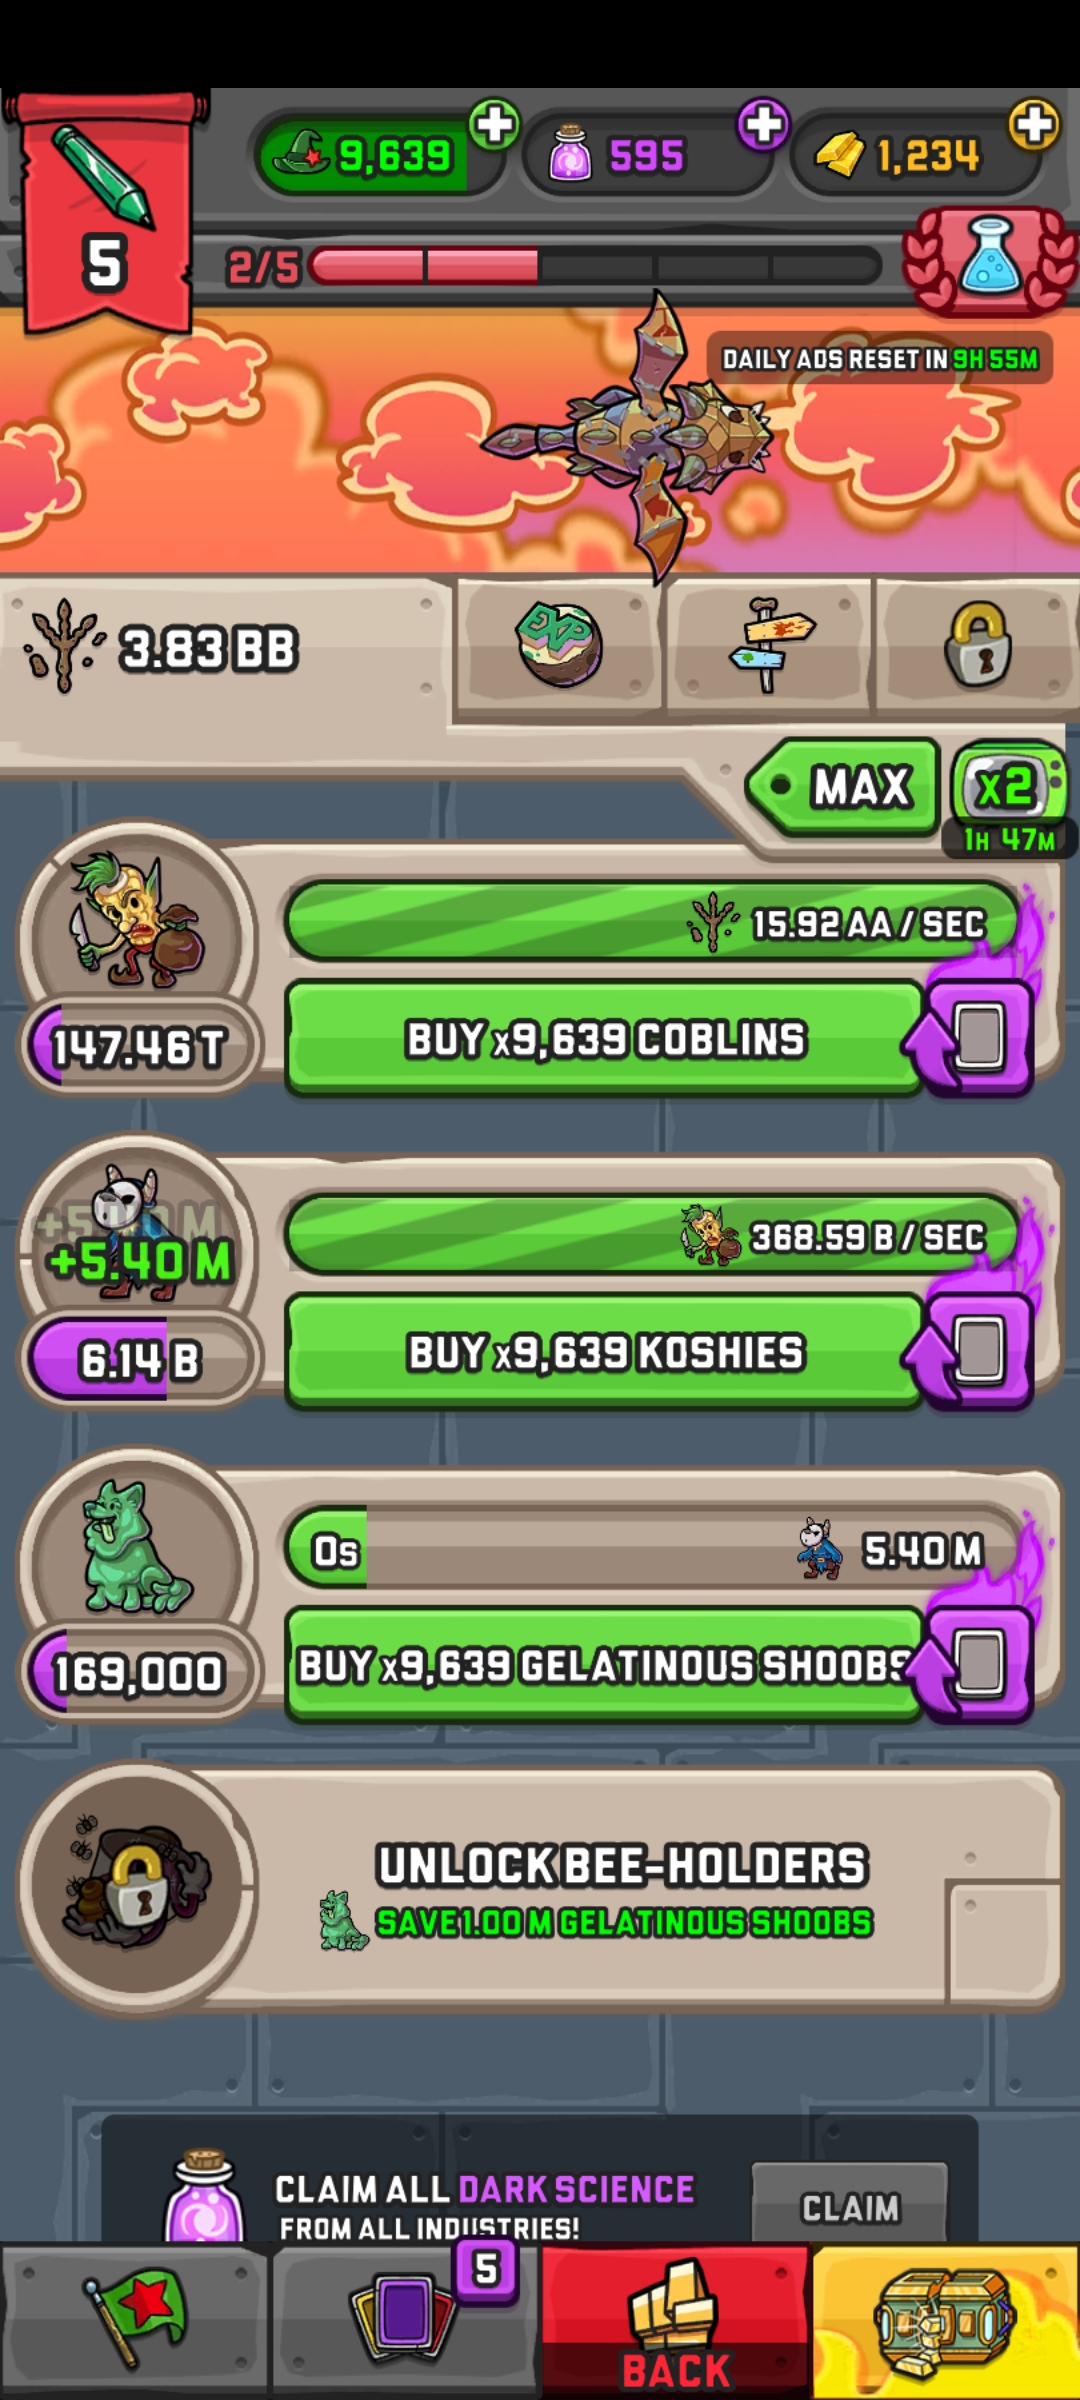 9,639
595
1,234
5
2/5
DAILY ADS RESET IN 9H 55M
EXP
3.83 BB
MAX
x2
1H 47M
15.92 AA / SEC
147.46 T
BUY x9,639 COBLINS
+5.40 M
+5.40 M
368.59 B / SEC
6.14 B
BUY x9,639 KOSHIES
0s
5.40 M
169,000
BUY x9,639 GELATINOUS SHOOBS
UNLOCK BEE-HOLDERS
SAVE 1.00 M GELATINOUS SHOOBS
CLAIM ALL DARK SCIENCE
FROM ALL INDUSTRIES!
CLAIM
5
BACK